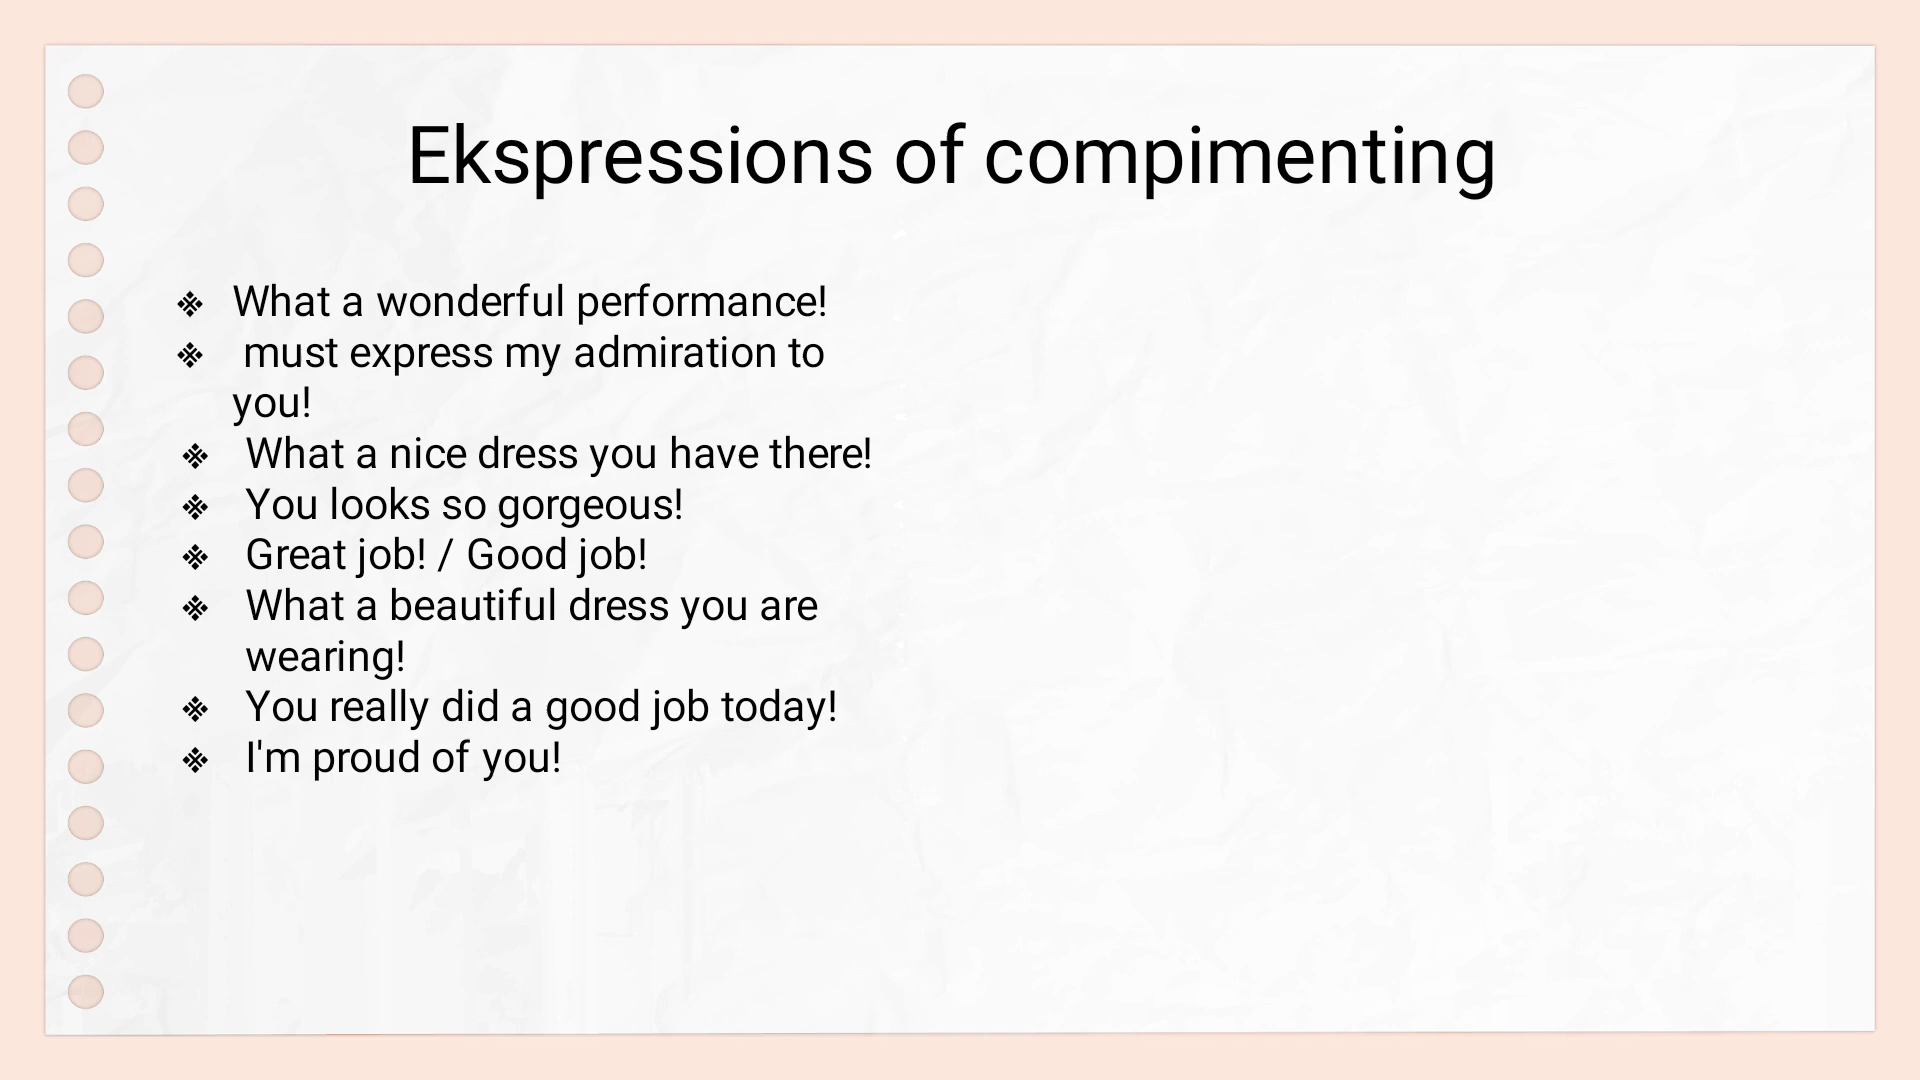 Ekspressions of compimenting
❖ What a wonderful performance!
❖ must express my admiration to
you!
❖ What a nice dress you have there!
❖ You looks so gorgeous!
❖ Great job! / Good job!
❖ What a beautiful dress you are
wearing!
❖ You really did a good job today!
❖ I'm proud of you!